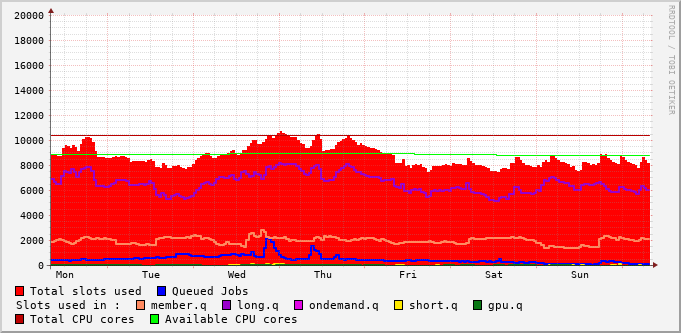 20000
18000
16000
14000
12000
10000
8000
6000
4000
2000
0
Mon Tue Wed Thu Fri Sat Sun
Total slots used Queued Jobs
Slots used in : member.q long.q ondemand.q short.q gpu.q
Total CPU cores Available CPU cores
RRDTOOL / TOBI OETIKER